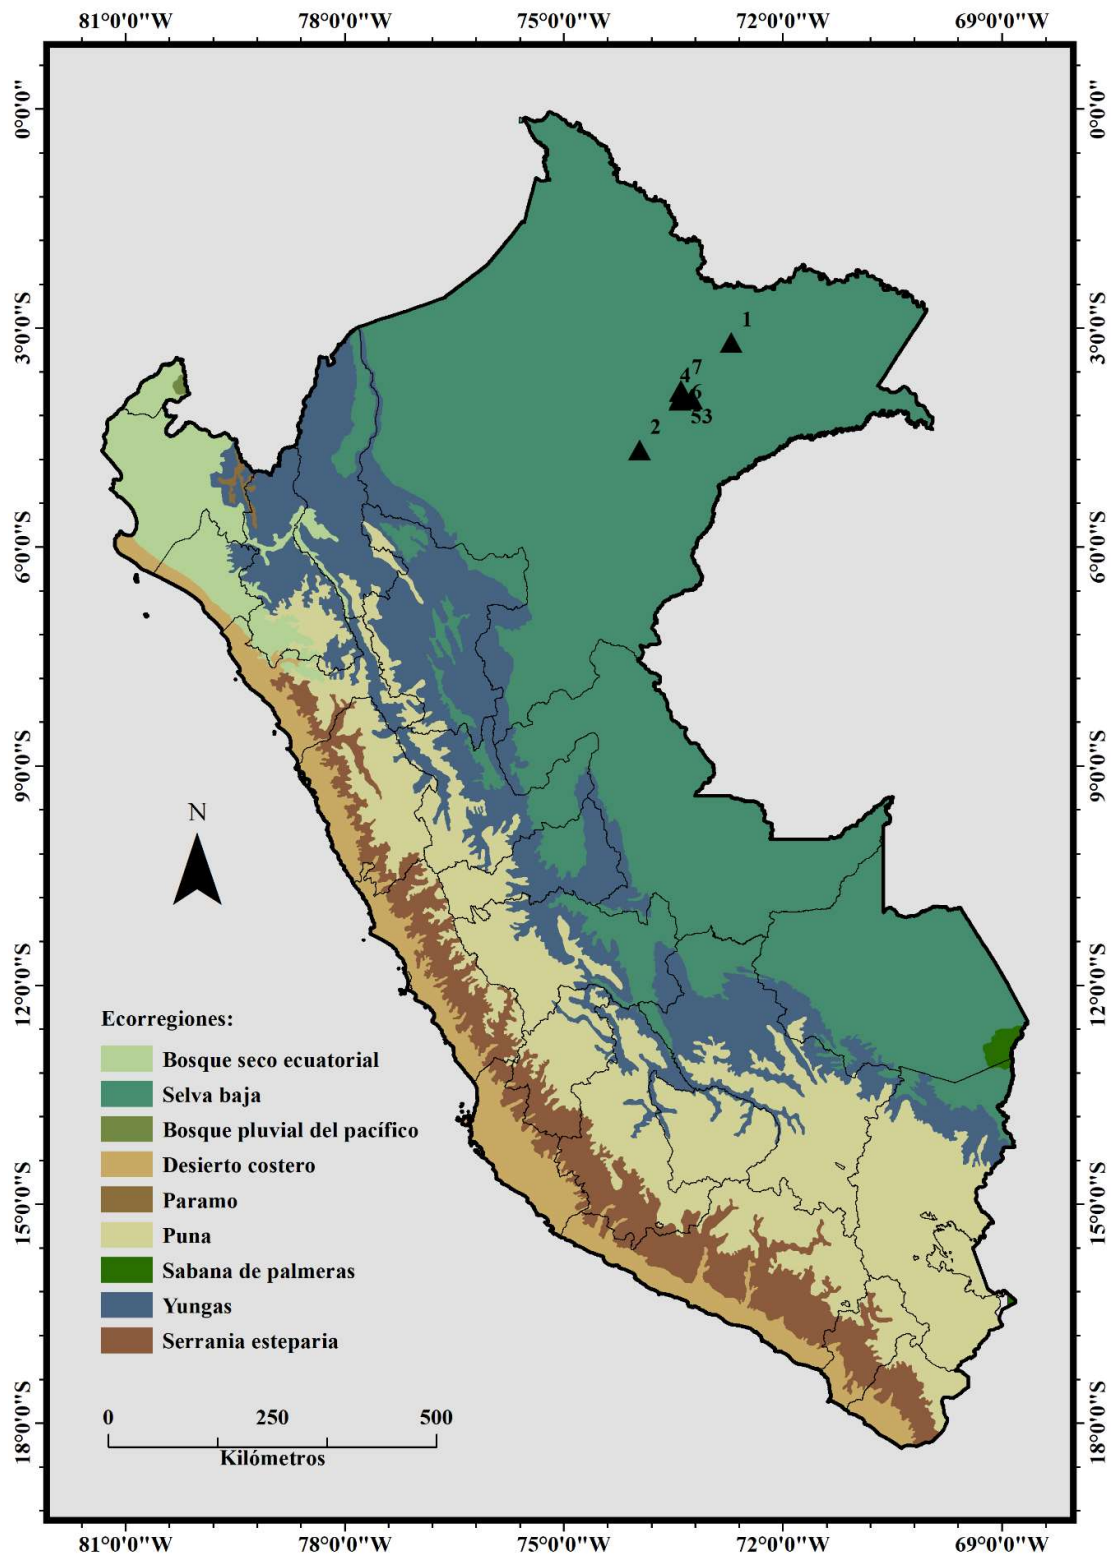 81°0'0"W 78°0'0"W 75°0'0"W 72°0'0"W 69°0'0"W
0°0'0" 0°0'0"
3°0'0"S 3°0'0"S
6°0'0"S 6°0'0"S
9°0'0"S 9°0'0"S
12°0'0"S 12°0'0"S
15°0'0"S 15°0'0"S
18°0'0"S 18°0'0"S
1
7
4
6
53
2
N
Ecorregiones:
Bosque seco ecuatorial
Selva baja
Bosque pluvial del pacífico
Desierto costero
Paramo
Puna
Sabana de palmeras
Yungas
Serrania esteparia
0 250 500
Kilómetros
81°0'0"W 78°0'0"W 75°0'0"W 72°0'0"W 69°0'0"W